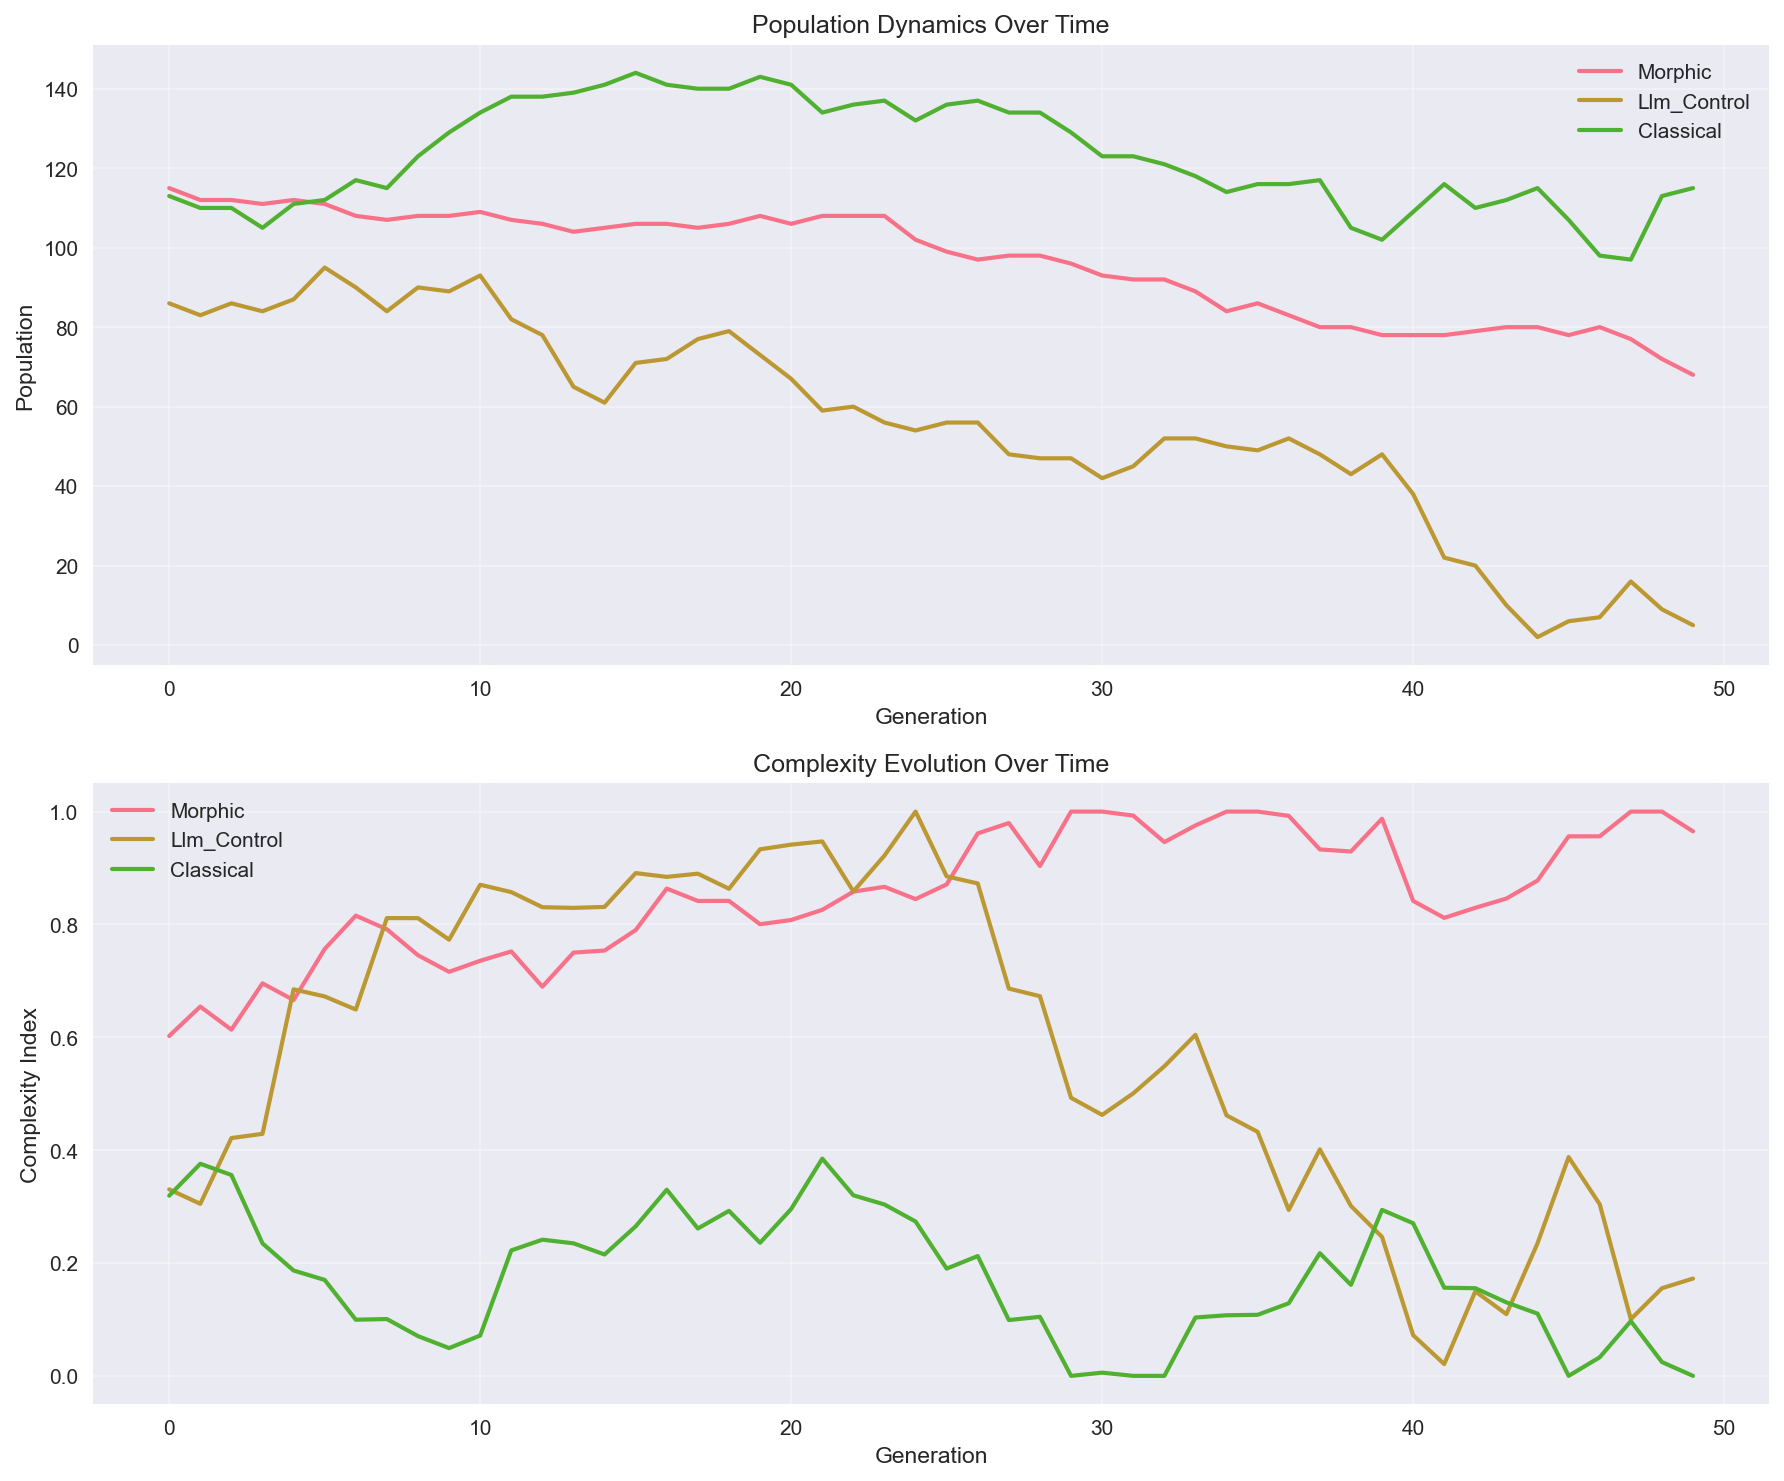 Population Dynamics Over Time
Morphic
Llm_Control
Classical
140
120
100
80
60
40
20
0
Population
0 10 20 30 40 50
Generation
Complexity Evolution Over Time
Morphic
Llm_Control
Classical
1.0
0.8
0.6
0.4
0.2
0.0
Complexity Index
0 10 20 30 40 50
Generation